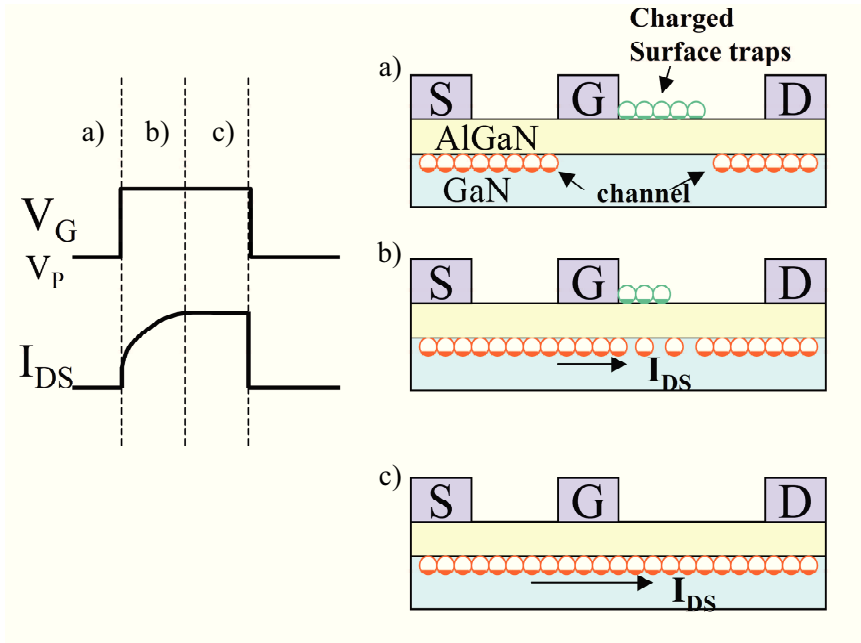 a) b) c)
V_G
V_P
I_DS
Charged
Surface traps
a)
S G D
AlGaN
GaN channel
b)
S G D
I_DS
c)
S G D
I_DS